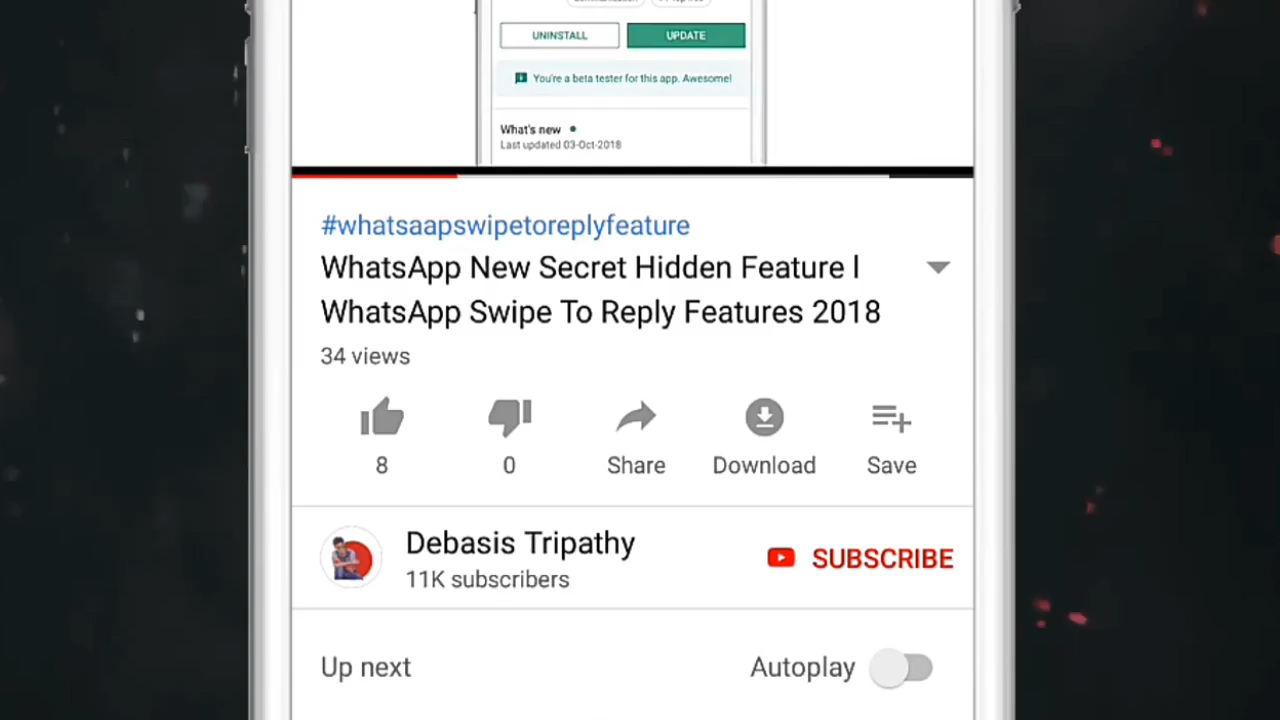 UNINSTALL
UPDATE
You're a beta tester for this app. Awesome!
What's new
Last updated 03-Oct-2018
#whatsaapswipetoreplyfeature
WhatsApp New Secret Hidden Feature l
WhatsApp Swipe To Reply Features 2018
34 views
8
0
Share
Download
Save
Debasis Tripathy
11K subscribers
SUBSCRIBE
Up next
Autoplay